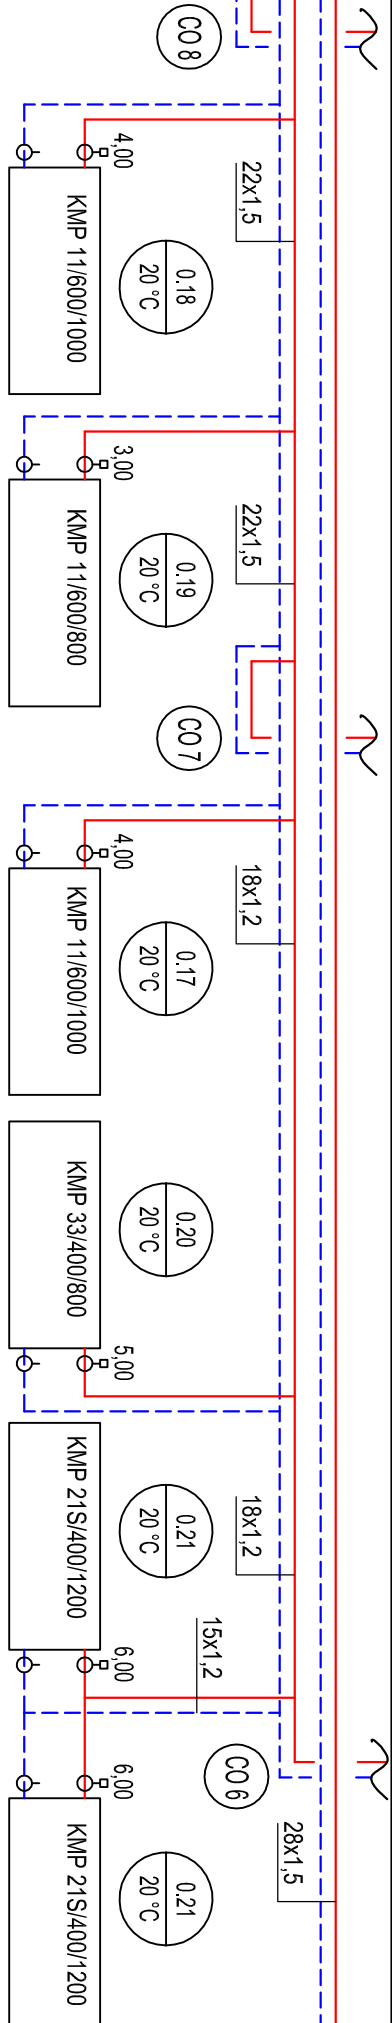 CO 8
4,00
22x1,5
0.18
20 °C
KMP 11/600/1000
3,00
22x1,5
0.19
20 °C
KMP 11/600/800
CO 7
4,00
18x1,2
0.17
20 °C
KMP 11/600/1000
0.20
20 °C
KMP 33/400/800
5,00
18x1,2
0.21
20 °C
KMP 21S/400/1200
6,00
15x1,2
CO 6
6,00
28x1,5
0.21
20 °C
KMP 21S/400/1200